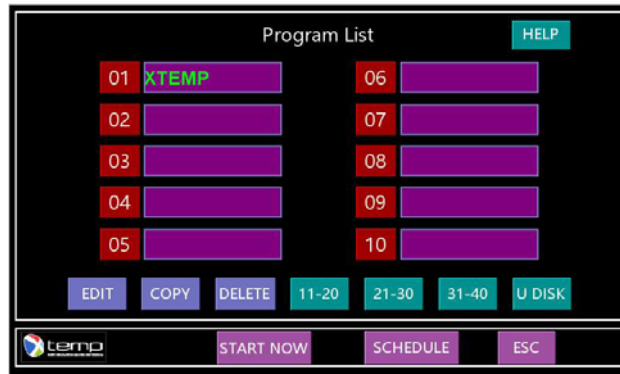 Program List
HELP
01 XTEMP
06
02
07
03
08
04
09
05
10
EDIT COPY DELETE 11-20 21-30 31-40 U DISK
temp
START NOW SCHEDULE ESC